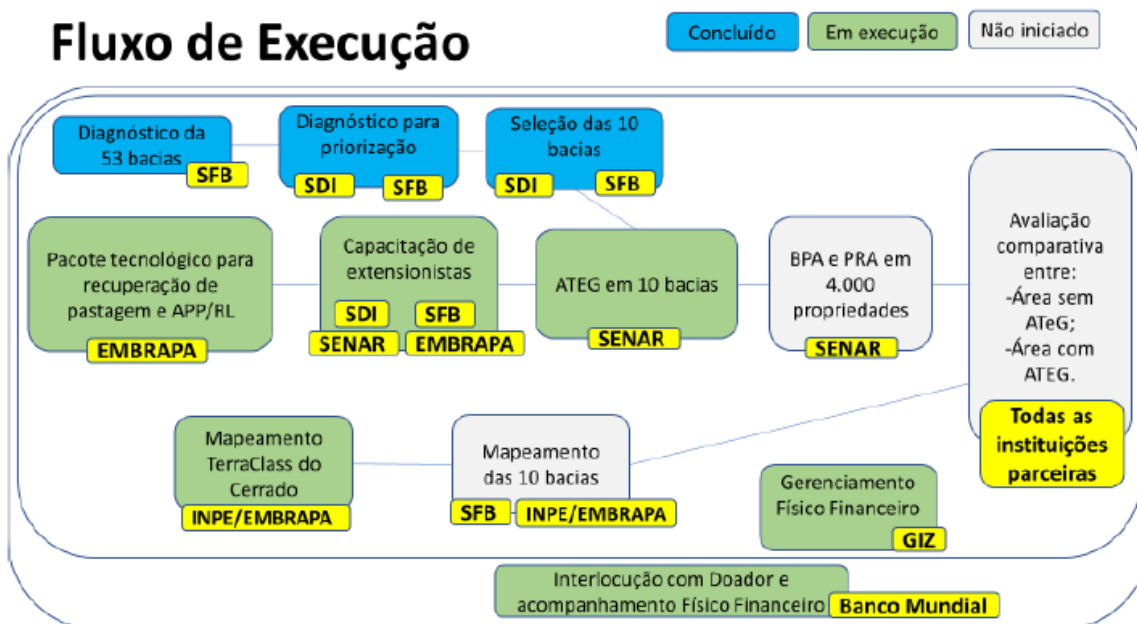 Fluxo de Execução
Concluído
Em execução
Não iniciado
Diagnóstico da
53 bacias
SFB
Diagnóstico para
priorização
SDI
SFB
Seleção das 10
bacias
SDI
SFB
Pacote tecnológico para
recuperação de
pastagem e APP/RL
EMBRAPA
Capacitação de
extensionistas
SDI
SFB
SENAR
EMBRAPA
ATEG em 10 bacias
SENAR
BPA e PRA em
4.000
propriedades
SENAR
Avaliação
comparativa
entre:
-Área sem
ATeG;
-Área com
ATEG.
Todas as
instituições
parceiras
Mapeamento
TerraClass do
Cerrado
INPE/EMBRAPA
Mapeamento
das 10 bacias
SFB
INPE/EMBRAPA
Gerenciamento
Físico Financeiro
GIZ
Interlocução com Doador e
acompanhamento Físico Financeiro
Banco Mundial